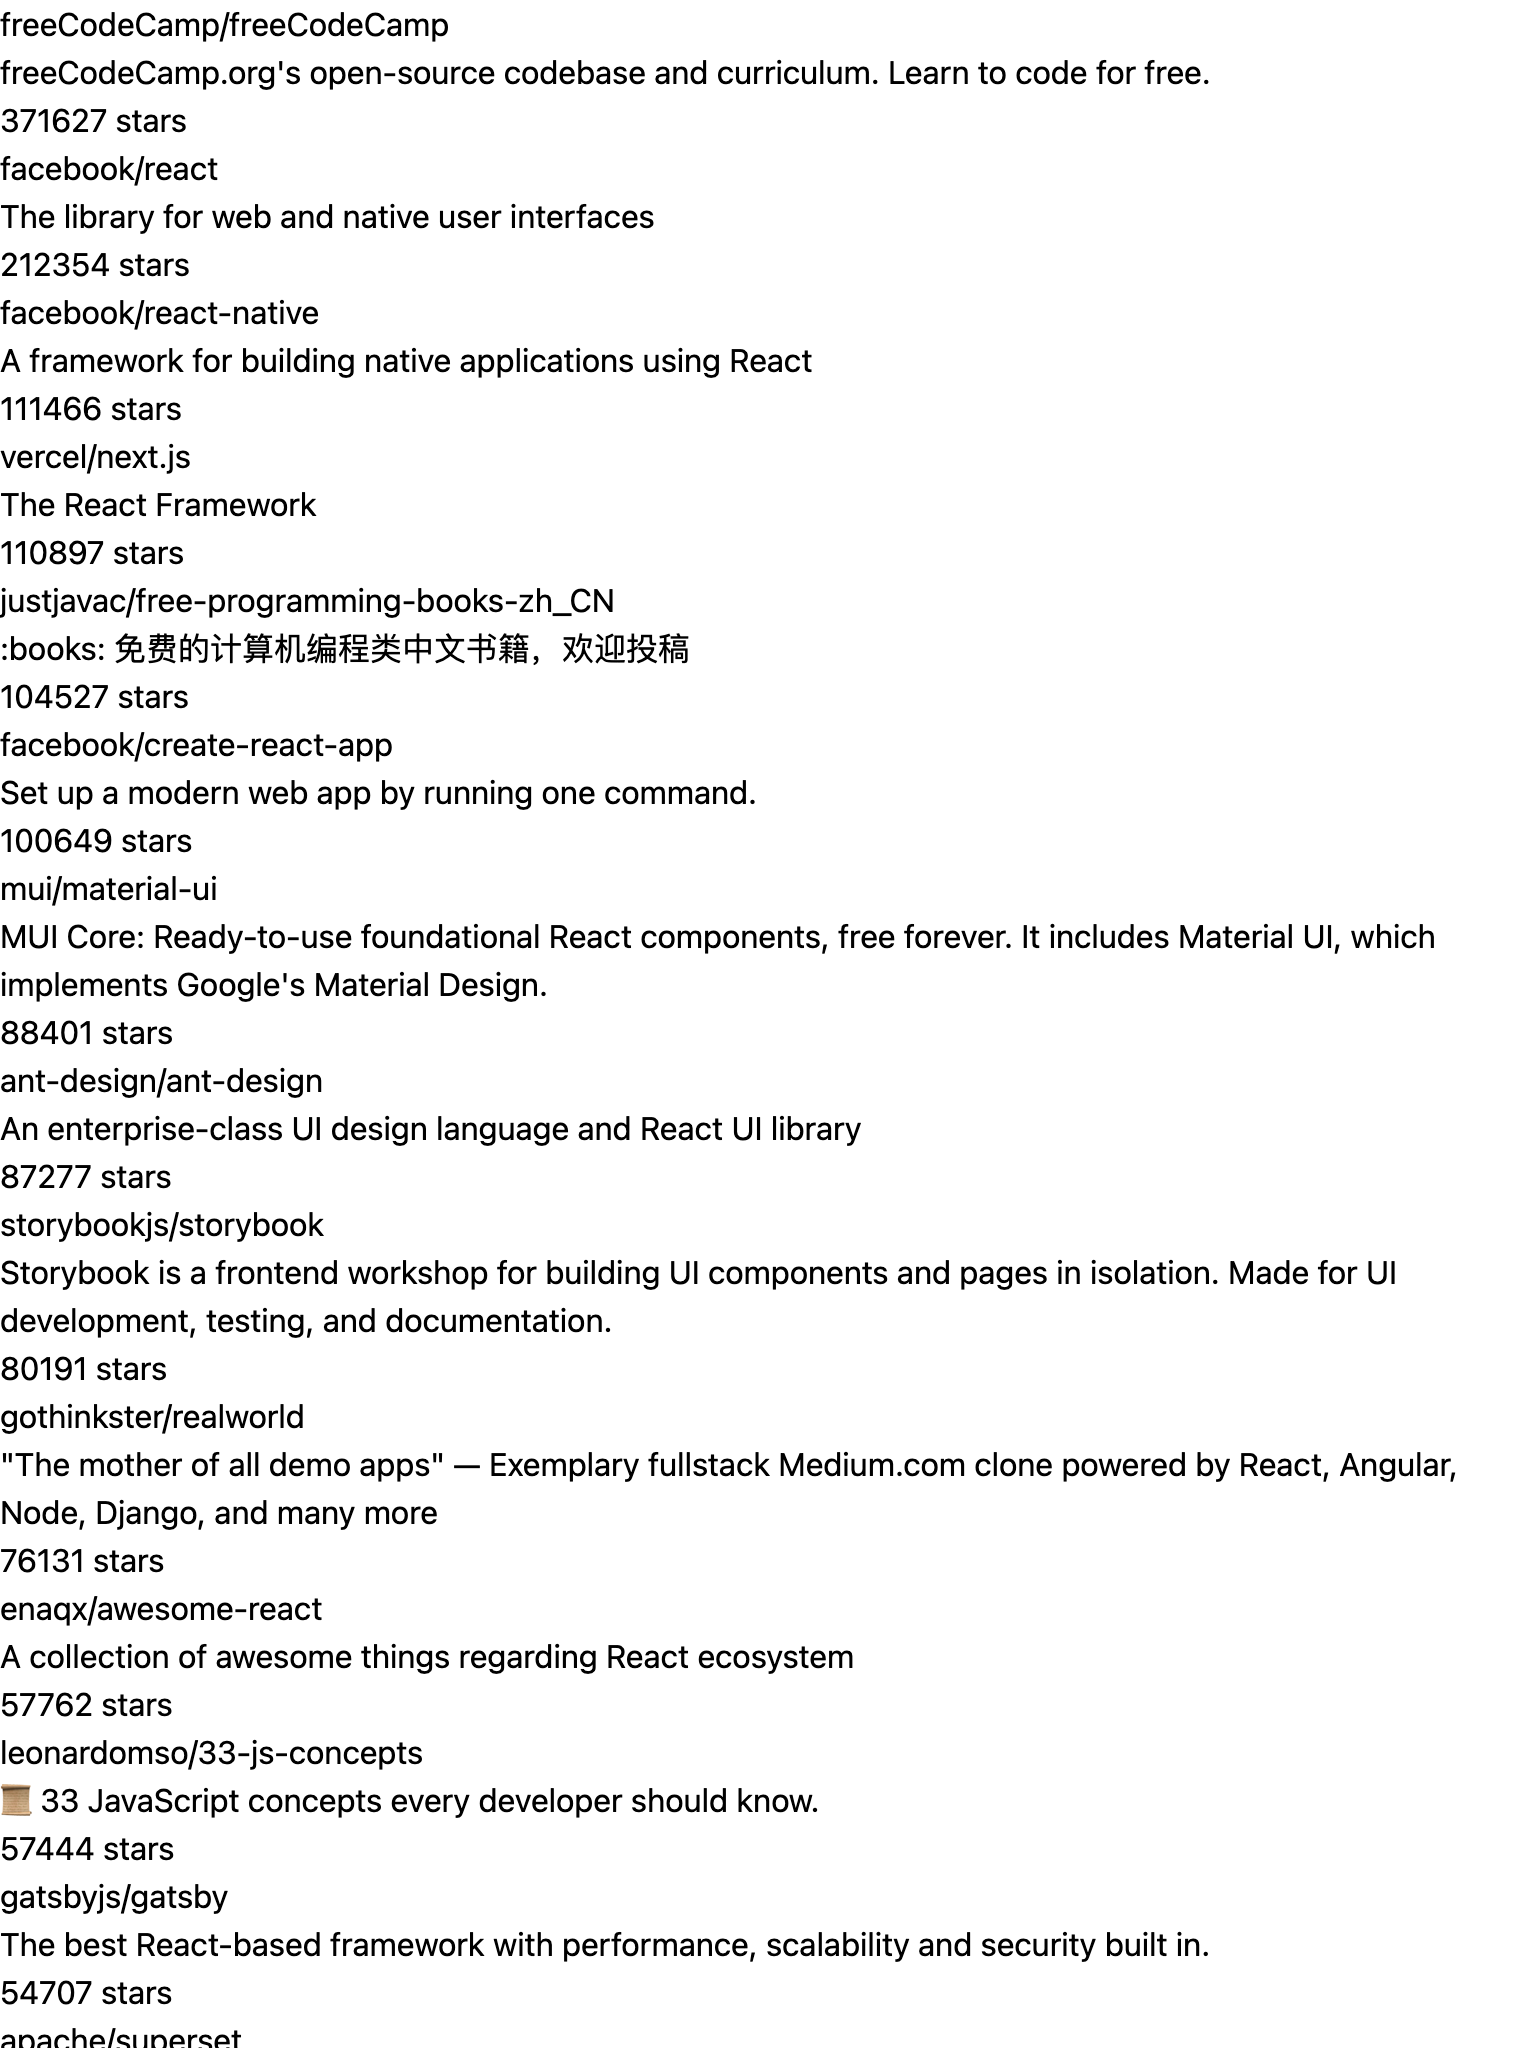 freeCodeCamp/freeCodeCamp
freeCodeCamp.org's open-source codebase and curriculum. Learn to code for free.
371627 stars
facebook/react
The library for web and native user interfaces
212354 stars
facebook/react-native
A framework for building native applications using React
111466 stars
vercel/next.js
The React Framework
110897 stars
justjavac/free-programming-books-zh_CN
:books: 免费的计算机编程类中文书籍，欢迎投稿
104527 stars
facebook/create-react-app
Set up a modern web app by running one command.
100649 stars
mui/material-ui
MUI Core: Ready-to-use foundational React components, free forever. It includes Material UI, which
implements Google's Material Design.
88401 stars
ant-design/ant-design
An enterprise-class UI design language and React UI library
87277 stars
storybookjs/storybook
Storybook is a frontend workshop for building UI components and pages in isolation. Made for UI
development, testing, and documentation.
80191 stars
gothinkster/realworld
"The mother of all demo apps" — Exemplary fullstack Medium.com clone powered by React, Angular,
Node, Django, and many more
76131 stars
enaqx/awesome-react
A collection of awesome things regarding React ecosystem
57762 stars
leonardomso/33-js-concepts
📜 33 JavaScript concepts every developer should know.
57444 stars
gatsbyjs/gatsby
The best React-based framework with performance, scalability and security built in.
54707 stars
apache/superset